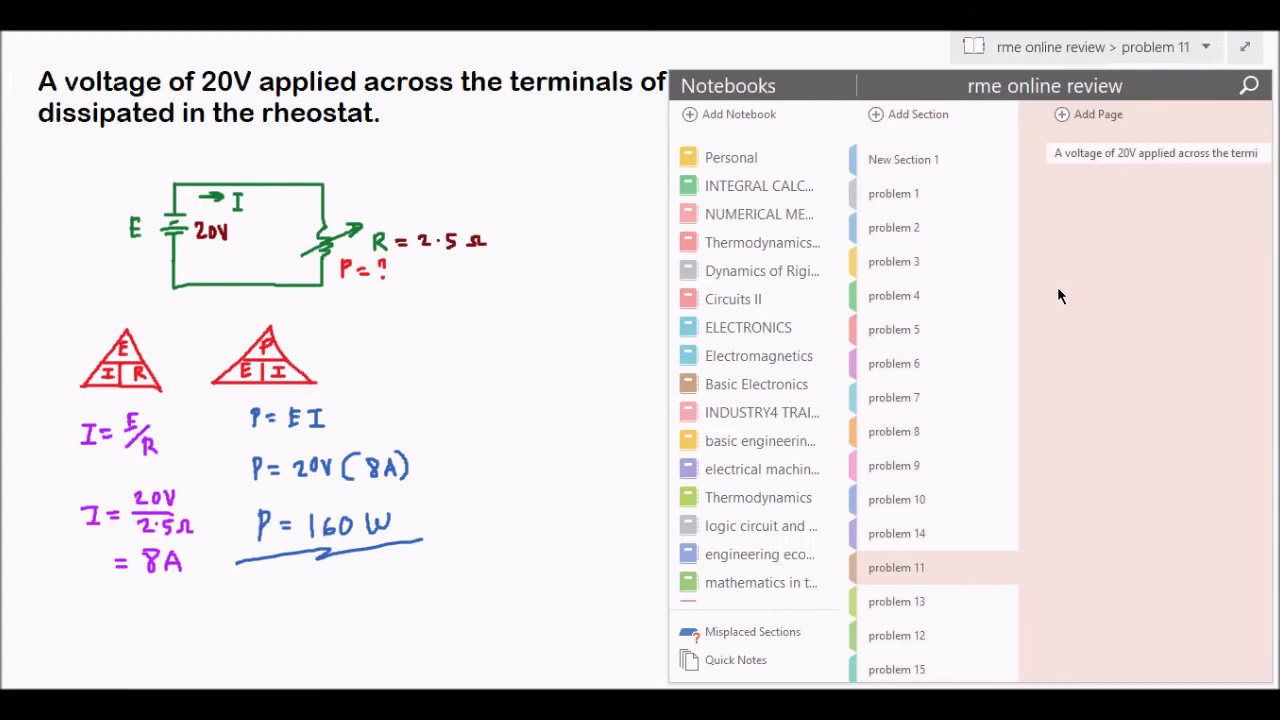 rme online review > problem 11
A voltage of 20V applied across the terminals of
dissipated in the rheostat.
I
E
20V
R = 2.5 Ω
P = ?
E
I R
P
E I
I = E/R
P = E I
P = 20V (8A)
I = 20V/2.5Ω
P = 160 W
= 8A
Notebooks
rme online review
Add Notebook
Add Section
Add Page
Personal
INTEGRAL CALC...
NUMERICAL ME...
Thermodynamics...
Dynamics of Rigi...
Circuits II
ELECTRONICS
Electromagnetics
Basic Electronics
INDUSTRY4 TRAI...
basic engineerin...
electrical machin...
Thermodynamics
logic circuit and ...
engineering eco...
mathematics in t...
Misplaced Sections
Quick Notes
New Section 1
problem 1
problem 2
problem 3
problem 4
problem 5
problem 6
problem 7
problem 8
problem 9
problem 10
problem 14
problem 11
problem 13
problem 12
problem 15
A voltage of 20V applied across the termi